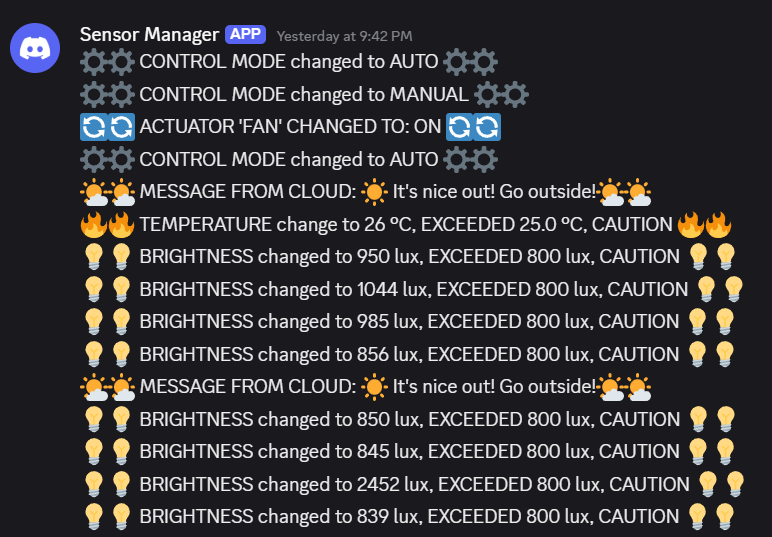 Sensor Manager APP Yesterday at 9:42 PM
⚙️⚙️ CONTROL MODE changed to AUTO ⚙️⚙️
⚙️⚙️ CONTROL MODE changed to MANUAL ⚙️⚙️
🔄🔄 ACTUATOR 'FAN' CHANGED TO: ON 🔄🔄
⚙️⚙️ CONTROL MODE changed to AUTO ⚙️⚙️
🌤️🌤️ MESSAGE FROM CLOUD: ☀️ It's nice out! Go outside!🌤️🌤️
🔥🔥 TEMPERATURE change to 26 ºC, EXCEEDED 25.0 ºC, CAUTION 🔥🔥
💡💡 BRIGHTNESS changed to 950 lux, EXCEEDED 800 lux, CAUTION 💡💡
💡💡 BRIGHTNESS changed to 1044 lux, EXCEEDED 800 lux, CAUTION 💡💡
💡💡 BRIGHTNESS changed to 985 lux, EXCEEDED 800 lux, CAUTION 💡💡
💡💡 BRIGHTNESS changed to 856 lux, EXCEEDED 800 lux, CAUTION 💡💡
🌤️🌤️ MESSAGE FROM CLOUD: ☀️ It's nice out! Go outside!🌤️🌤️
💡💡 BRIGHTNESS changed to 850 lux, EXCEEDED 800 lux, CAUTION 💡💡
💡💡 BRIGHTNESS changed to 845 lux, EXCEEDED 800 lux, CAUTION 💡💡
💡💡 BRIGHTNESS changed to 2452 lux, EXCEEDED 800 lux, CAUTION 💡💡
💡💡 BRIGHTNESS changed to 839 lux, EXCEEDED 800 lux, CAUTION 💡💡